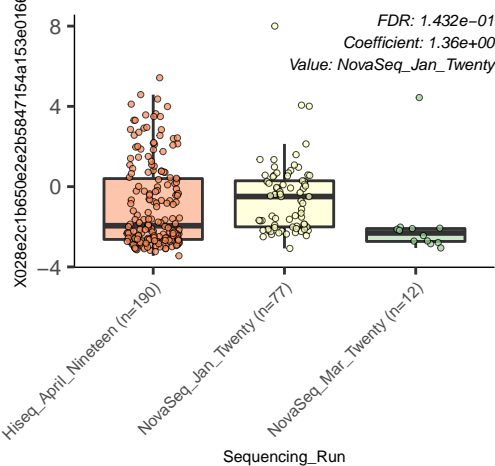 FDR: 1.432e−01
Coefficient: 1.36e+00
Value: NovaSeq_Jan_Twenty
X028e2c1b650e2e2b5847154a153e0166
8
4
0
−4
Hiseq_April_Nineteen (n=190)
NovaSeq_Jan_Twenty (n=77)
NovaSeq_Mar_Twenty (n=12)
Sequencing_Run